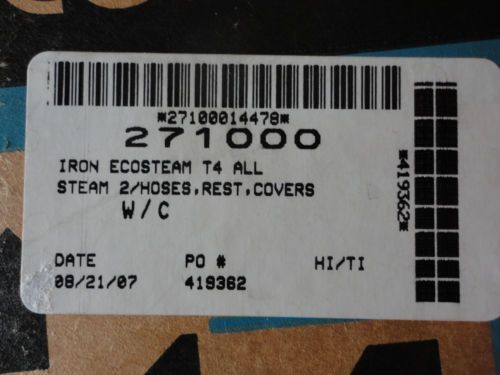 *27100014478*
271000
IRON ECOSTEAM T4 ALL
STEAM 2/HOSES,REST,COVERS
W/C
DATE PO # HI/TI
08/21/07 419362
*419362*